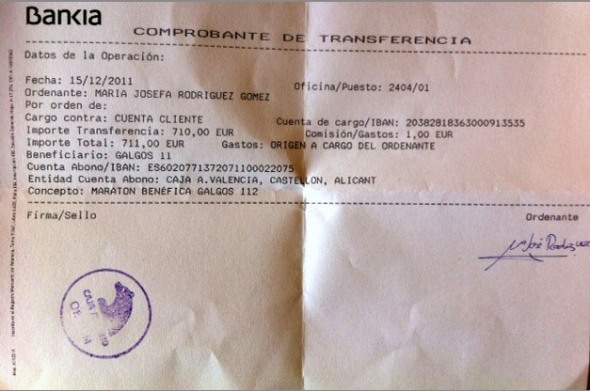 Bankia
COMPROBANTE DE TRANSFERENCIA
Datos de la Operación:
Fecha: 15/12/2011 Oficina/Puesto: 2404/01
Ordenante: MARIA JOSEFA RODRIGUEZ GOMEZ
Por orden de:
Cargo contra: CUENTA CLIENTE Cuenta de cargo/IBAN: 20382818363000913535
Importe Transferencia: 710,00 EUR Comisión/Gastos: 1,00 EUR
Importe Total: 711,00 EUR Gastos: ORIGEN A CARGO DEL ORDENANTE
Beneficiario: GALGOS 11
Cuenta Abono/IBAN: ES6020771372071100022075
Entidad Cuenta Abono: CAJA A.VALENCIA, CASTELLON, ALICANT
Concepto: MARATON BENÉFICA GALGOS 112
Firma/Sello Ordenante
Mª José
CAJA